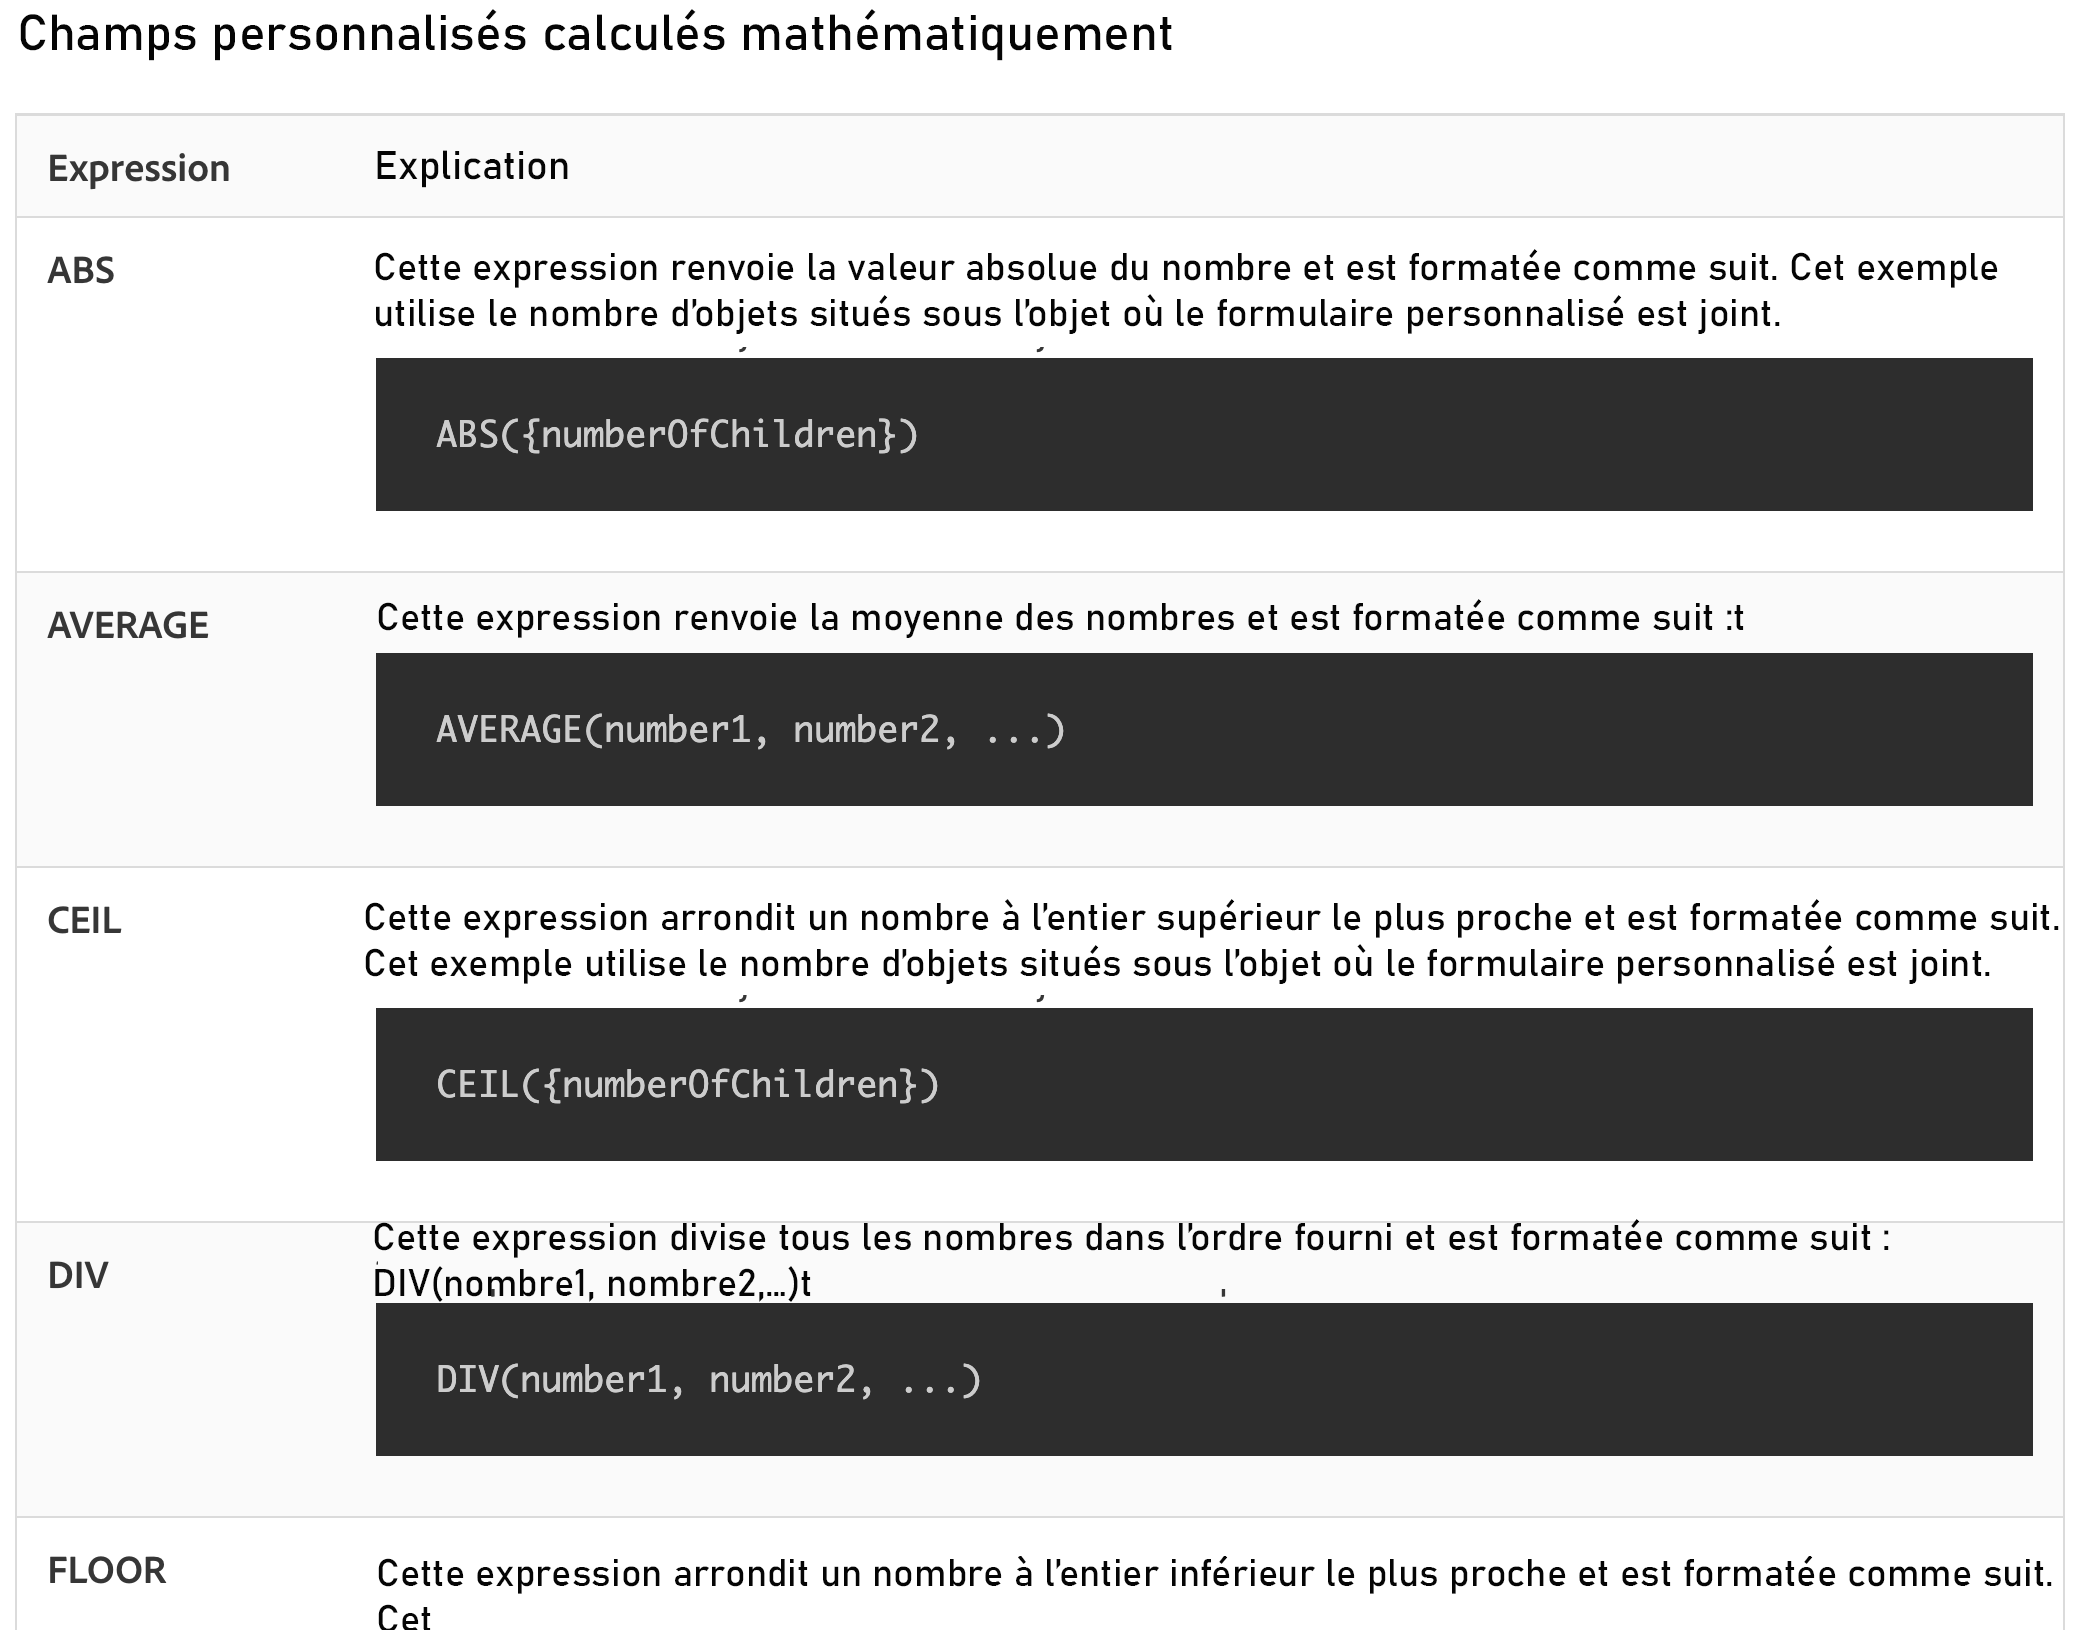 Champs personnalisés calculés mathématiquement
Expression Explication
ABS Cette expression renvoie la valeur absolue du nombre et est formatée comme suit. Cet exemple
utilise le nombre d'objets situés sous l'objet où le formulaire personnalisé est joint.
ABS({numberOfChildren})
AVERAGE Cette expression renvoie la moyenne des nombres et est formatée comme suit :t
AVERAGE(number1, number2, ...)
CEIL Cette expression arrondit un nombre à l'entier supérieur le plus proche et est formatée comme suit.
Cet exemple utilise le nombre d'objets situés sous l'objet où le formulaire personnalisé est joint.
CEIL({numberOfChildren})
DIV Cette expression divise tous les nombres dans l'ordre fourni et est formatée comme suit :
DIV(nombre1, nombre2,...)t
DIV(number1, number2, ...)
FLOOR Cette expression arrondit un nombre à l'entier inférieur le plus proche et est formatée comme suit.
Cet